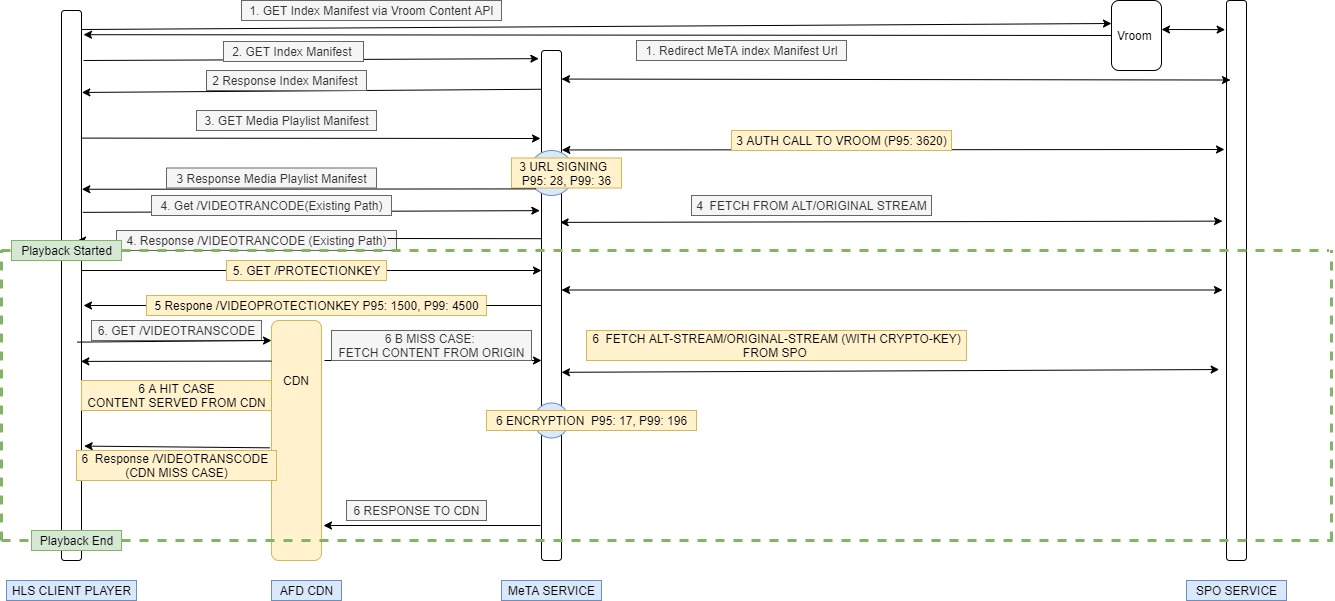 1. GET Index Manifest via Vroom Content API
Vroom
2. GET Index Manifest
1. Redirect MeTA index Manifest Url
2 Response Index Manifest
3. GET Media Playlist Manifest
3 AUTH CALL TO VROOM (P95: 3620)
3 URL SIGNING
P95: 28, P99: 36
3 Response Media Playlist Manifest
4. Get /VIDEOTRANCODE(Existing Path)
4 FETCH FROM ALT/ORIGINAL STREAM
4. Response /VIDEOTRANCODE (Existing Path)
Playback Started
5. GET /PROTECTIONKEY
5 Respone /VIDEOPROTECTIONKEY P95: 1500, P99: 4500
6. GET /VIDEOTRANSCODE
6 B MISS CASE:
FETCH CONTENT FROM ORIGIN
6 FETCH ALT-STREAM/ORIGINAL-STREAM (WITH CRYPTO-KEY)
FROM SPO
CDN
6 A HIT CASE
CONTENT SERVED FROM CDN
6 ENCRYPTION P95: 17, P99: 196
6 Response /VIDEOTRANSCODE
(CDN MISS CASE)
6 RESPONSE TO CDN
Playback End
HLS CLIENT PLAYER
AFD CDN
MeTA SERVICE
SPO SERVICE